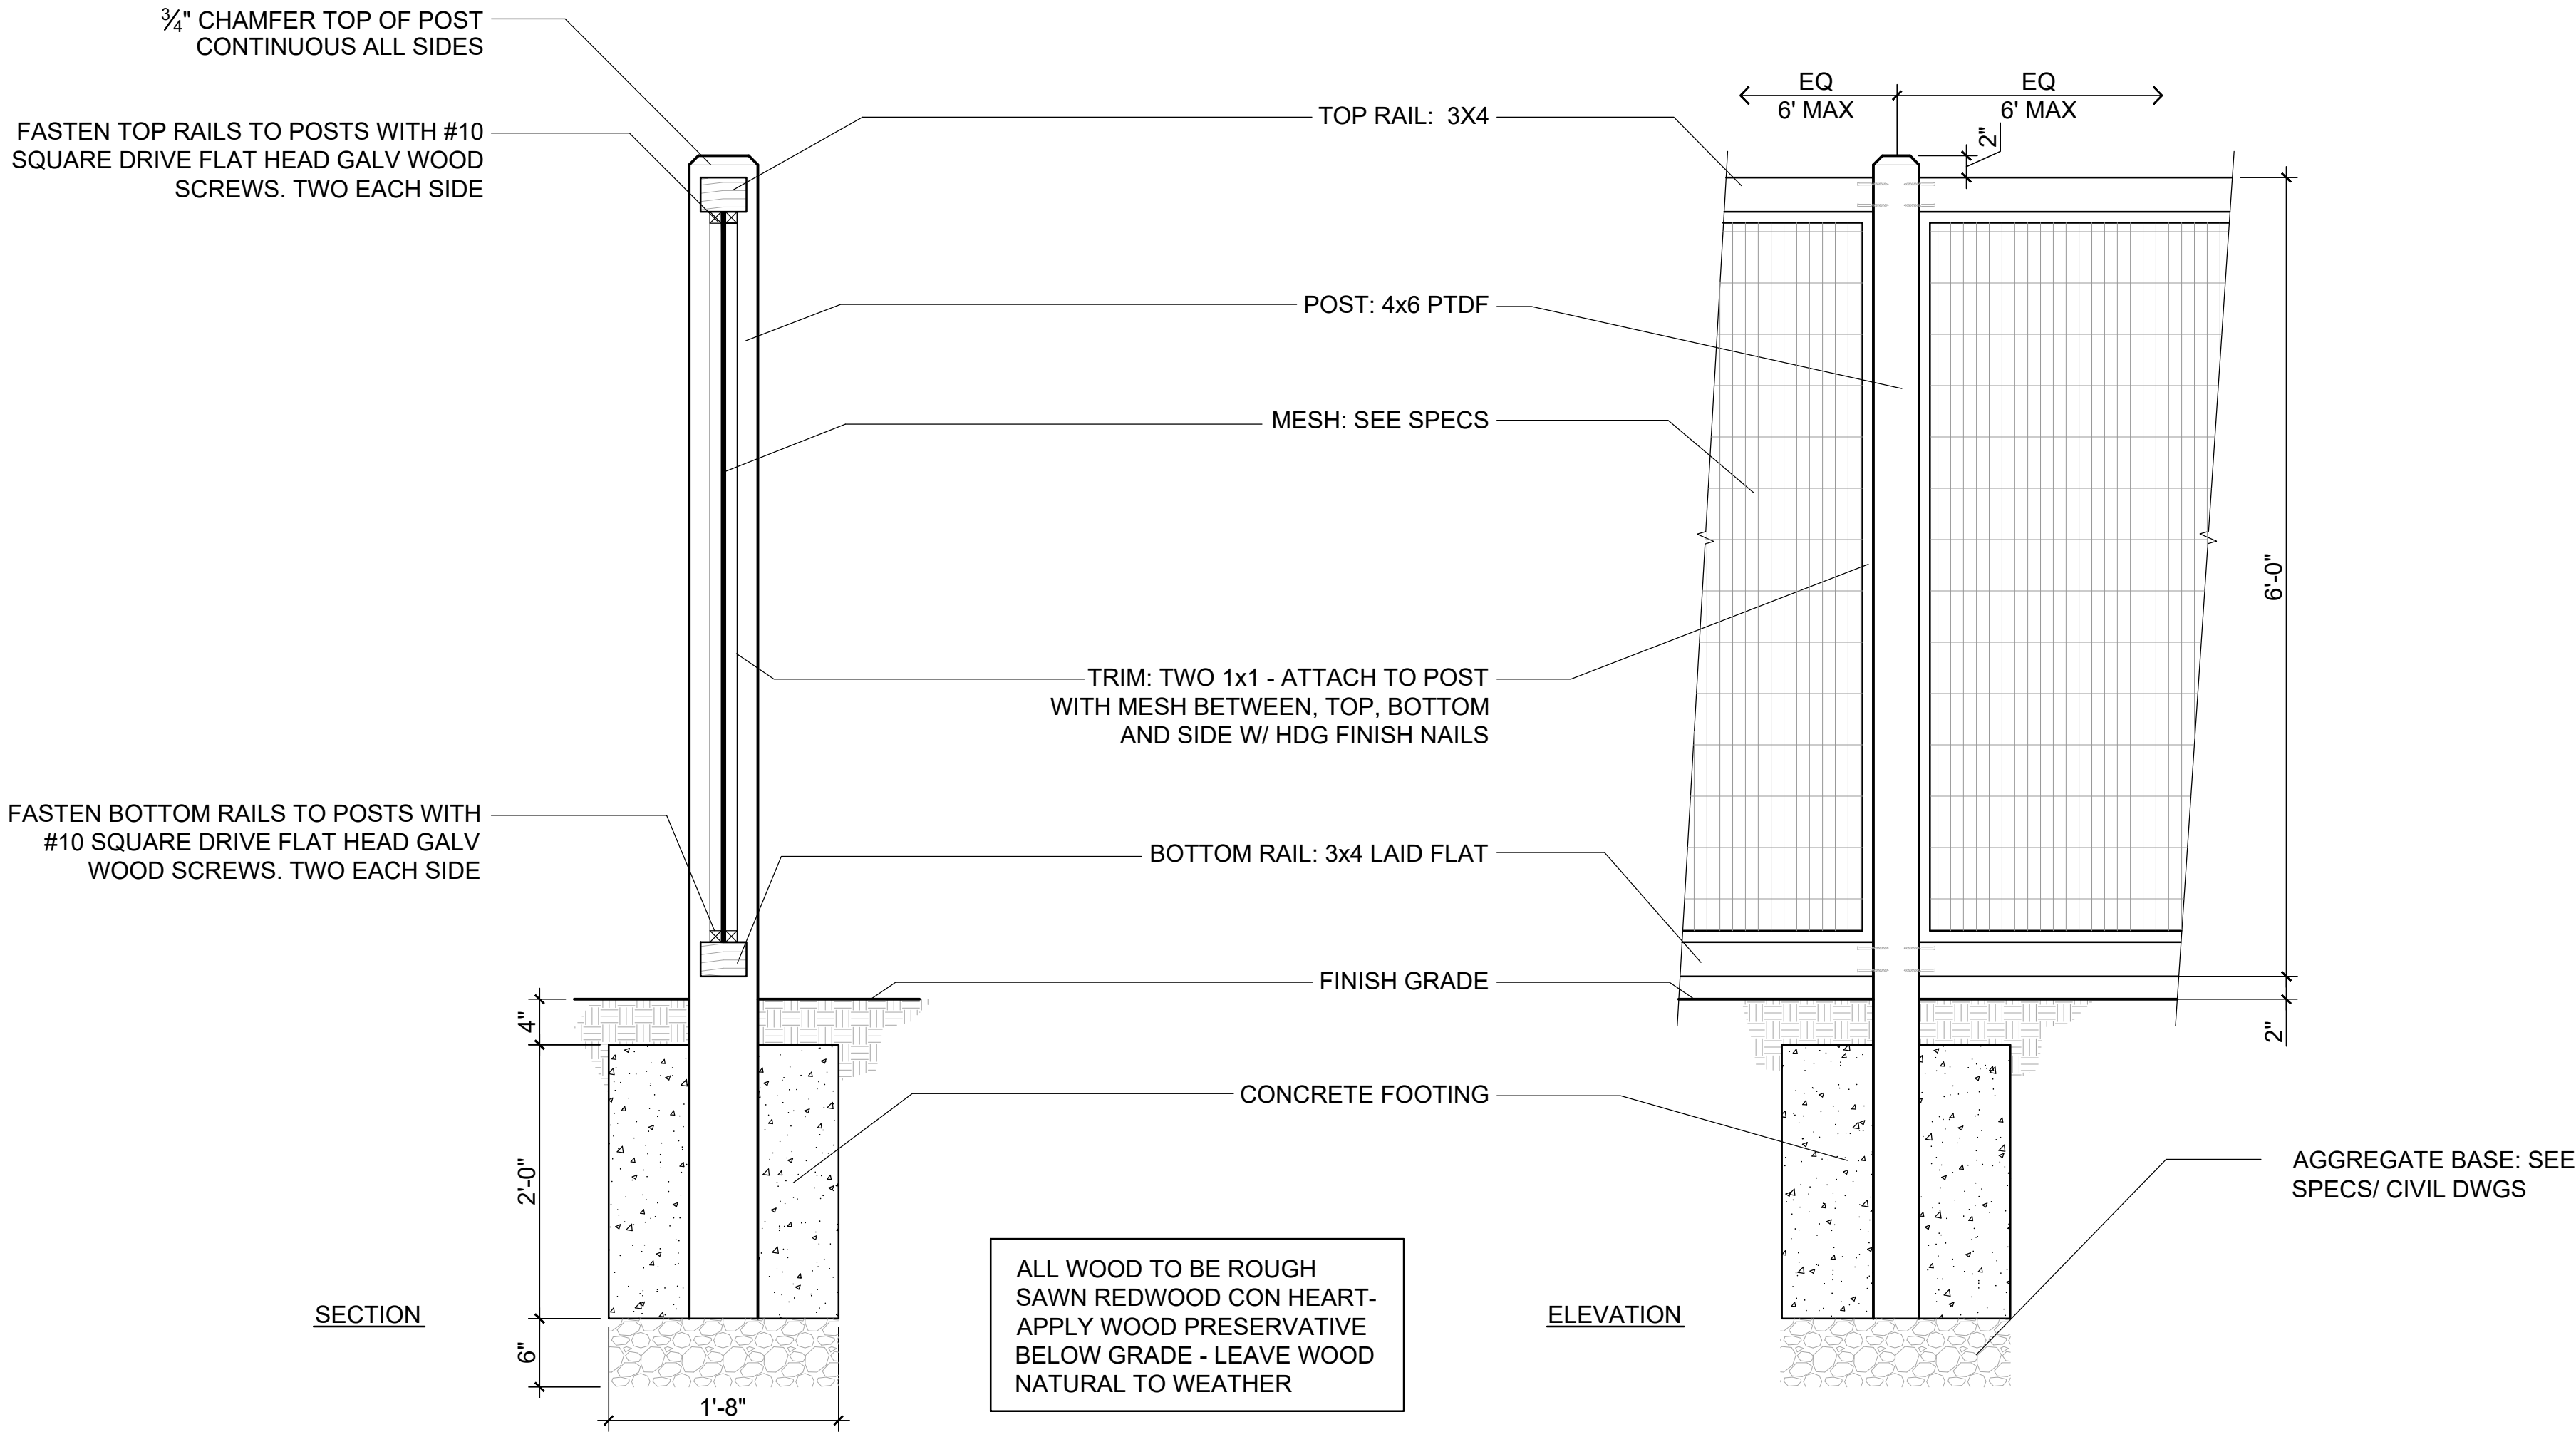 ¾" CHAMFER TOP OF POST
CONTINUOUS ALL SIDES
FASTEN TOP RAILS TO POSTS WITH #10
SQUARE DRIVE FLAT HEAD GALV WOOD
SCREWS. TWO EACH SIDE
FASTEN BOTTOM RAILS TO POSTS WITH
#10 SQUARE DRIVE FLAT HEAD GALV
WOOD SCREWS. TWO EACH SIDE
4"
2'-0"
6"
1'-8"
SECTION
TOP RAIL: 3X4
POST: 4x6 PTDF
MESH: SEE SPECS
TRIM: TWO 1x1 - ATTACH TO POST
WITH MESH BETWEEN, TOP, BOTTOM
AND SIDE W/ HDG FINISH NAILS
BOTTOM RAIL: 3x4 LAID FLAT
FINISH GRADE
CONCRETE FOOTING
ALL WOOD TO BE ROUGH
SAWN REDWOOD CON HEART-
APPLY WOOD PRESERVATIVE
BELOW GRADE - LEAVE WOOD
NATURAL TO WEATHER
EQ
6' MAX
EQ
6' MAX
2"
6'-0"
2"
AGGREGATE BASE: SEE
SPECS/ CIVIL DWGS
ELEVATION